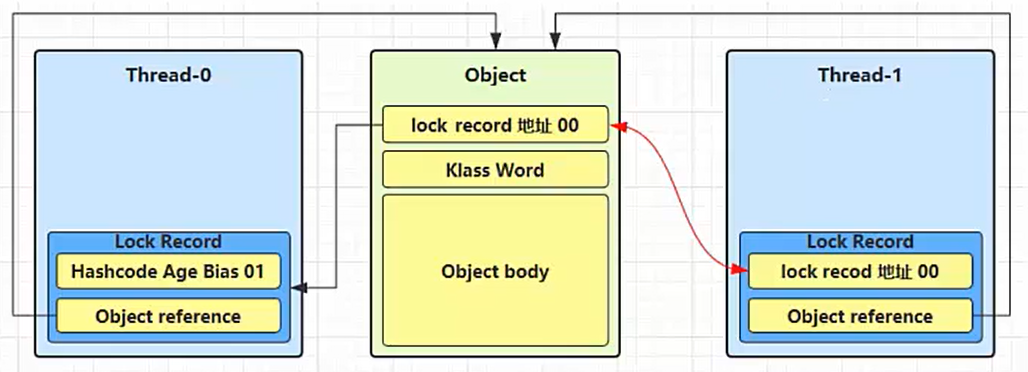 Thread-0
Lock Record
Hashcode Age Bias 01
Object reference
Object
lock record 地址 00
Klass Word
Object body
Thread-1
Lock Record
lock recod 地址 00
Object reference